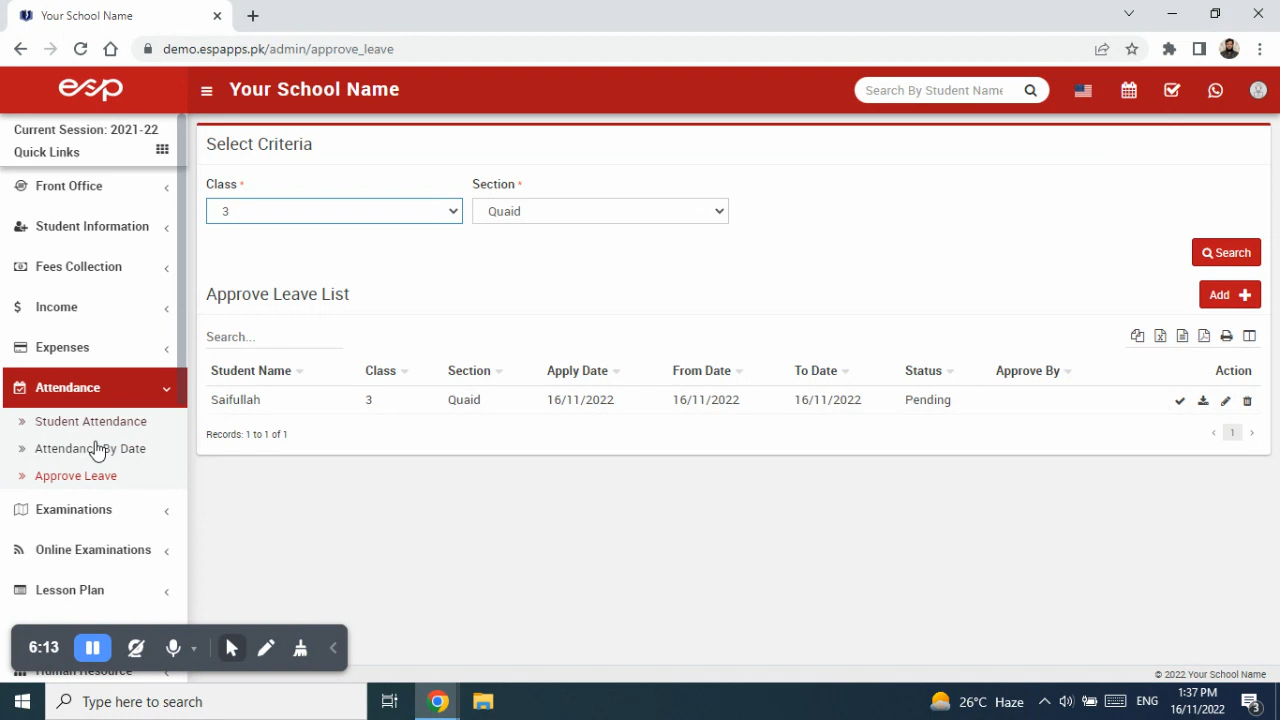 Your School Name
demo.espapps.pk/admin/approve_leave
esp
Your School Name
Search By Student Name
Current Session: 2021-22
Quick Links
Front Office
Student Information
Fees Collection
$ Income
Expenses
Attendance
» Student Attendance
» Attendance By Date
» Approve Leave
Examinations
Online Examinations
Lesson Plan
Human Resource
Select Criteria
Class * Section *
3 Quaid
Search
Approve Leave List
Add +
Search...
Student Name Class Section Apply Date From Date To Date Status Approve By Action
Saifullah 3 Quaid 16/11/2022 16/11/2022 16/11/2022 Pending
Records: 1 to 1 of 1
1
© 2022 Your School Name
6:13
Type here to search
26°C Haze
ENG
1:37 PM
16/11/2022
3